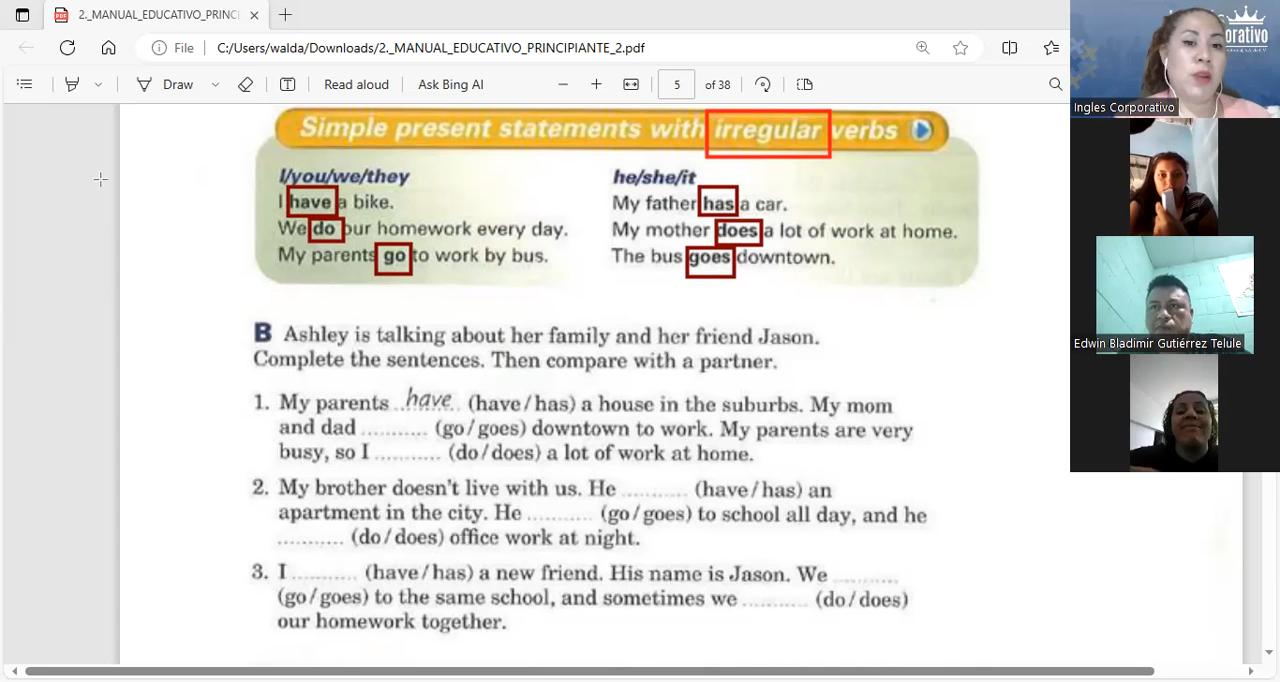 2._MANUAL_EDUCATIVO_PRINCI
File C:/Users/walda/Downloads/2._MANUAL_EDUCATIVO_PRINCIPIANTE_2.pdf
Draw Read aloud Ask Bing AI 5 of 38
orativo
Ingles Corporativo
Edwin Bladimir Gutiérrez Telule
Simple present statements with irregular verbs
I/you/we/they
I have a bike.
We do our homework every day.
My parents go to work by bus.
he/she/it
My father has a car.
My mother does a lot of work at home.
The bus goes downtown.
B Ashley is talking about her family and her friend Jason.
Complete the sentences. Then compare with a partner.
1. My parents have (have/has) a house in the suburbs. My mom
and dad ........... (go/goes) downtown to work. My parents are very
busy, so I ........... (do/does) a lot of work at home.
2. My brother doesn't live with us. He ........... (have/has) an
apartment in the city. He ........... (go/goes) to school all day, and he
........... (do/does) office work at night.
3. I ........... (have/has) a new friend. His name is Jason. We ...........
(go/goes) to the same school, and sometimes we ........... (do/does)
our homework together.